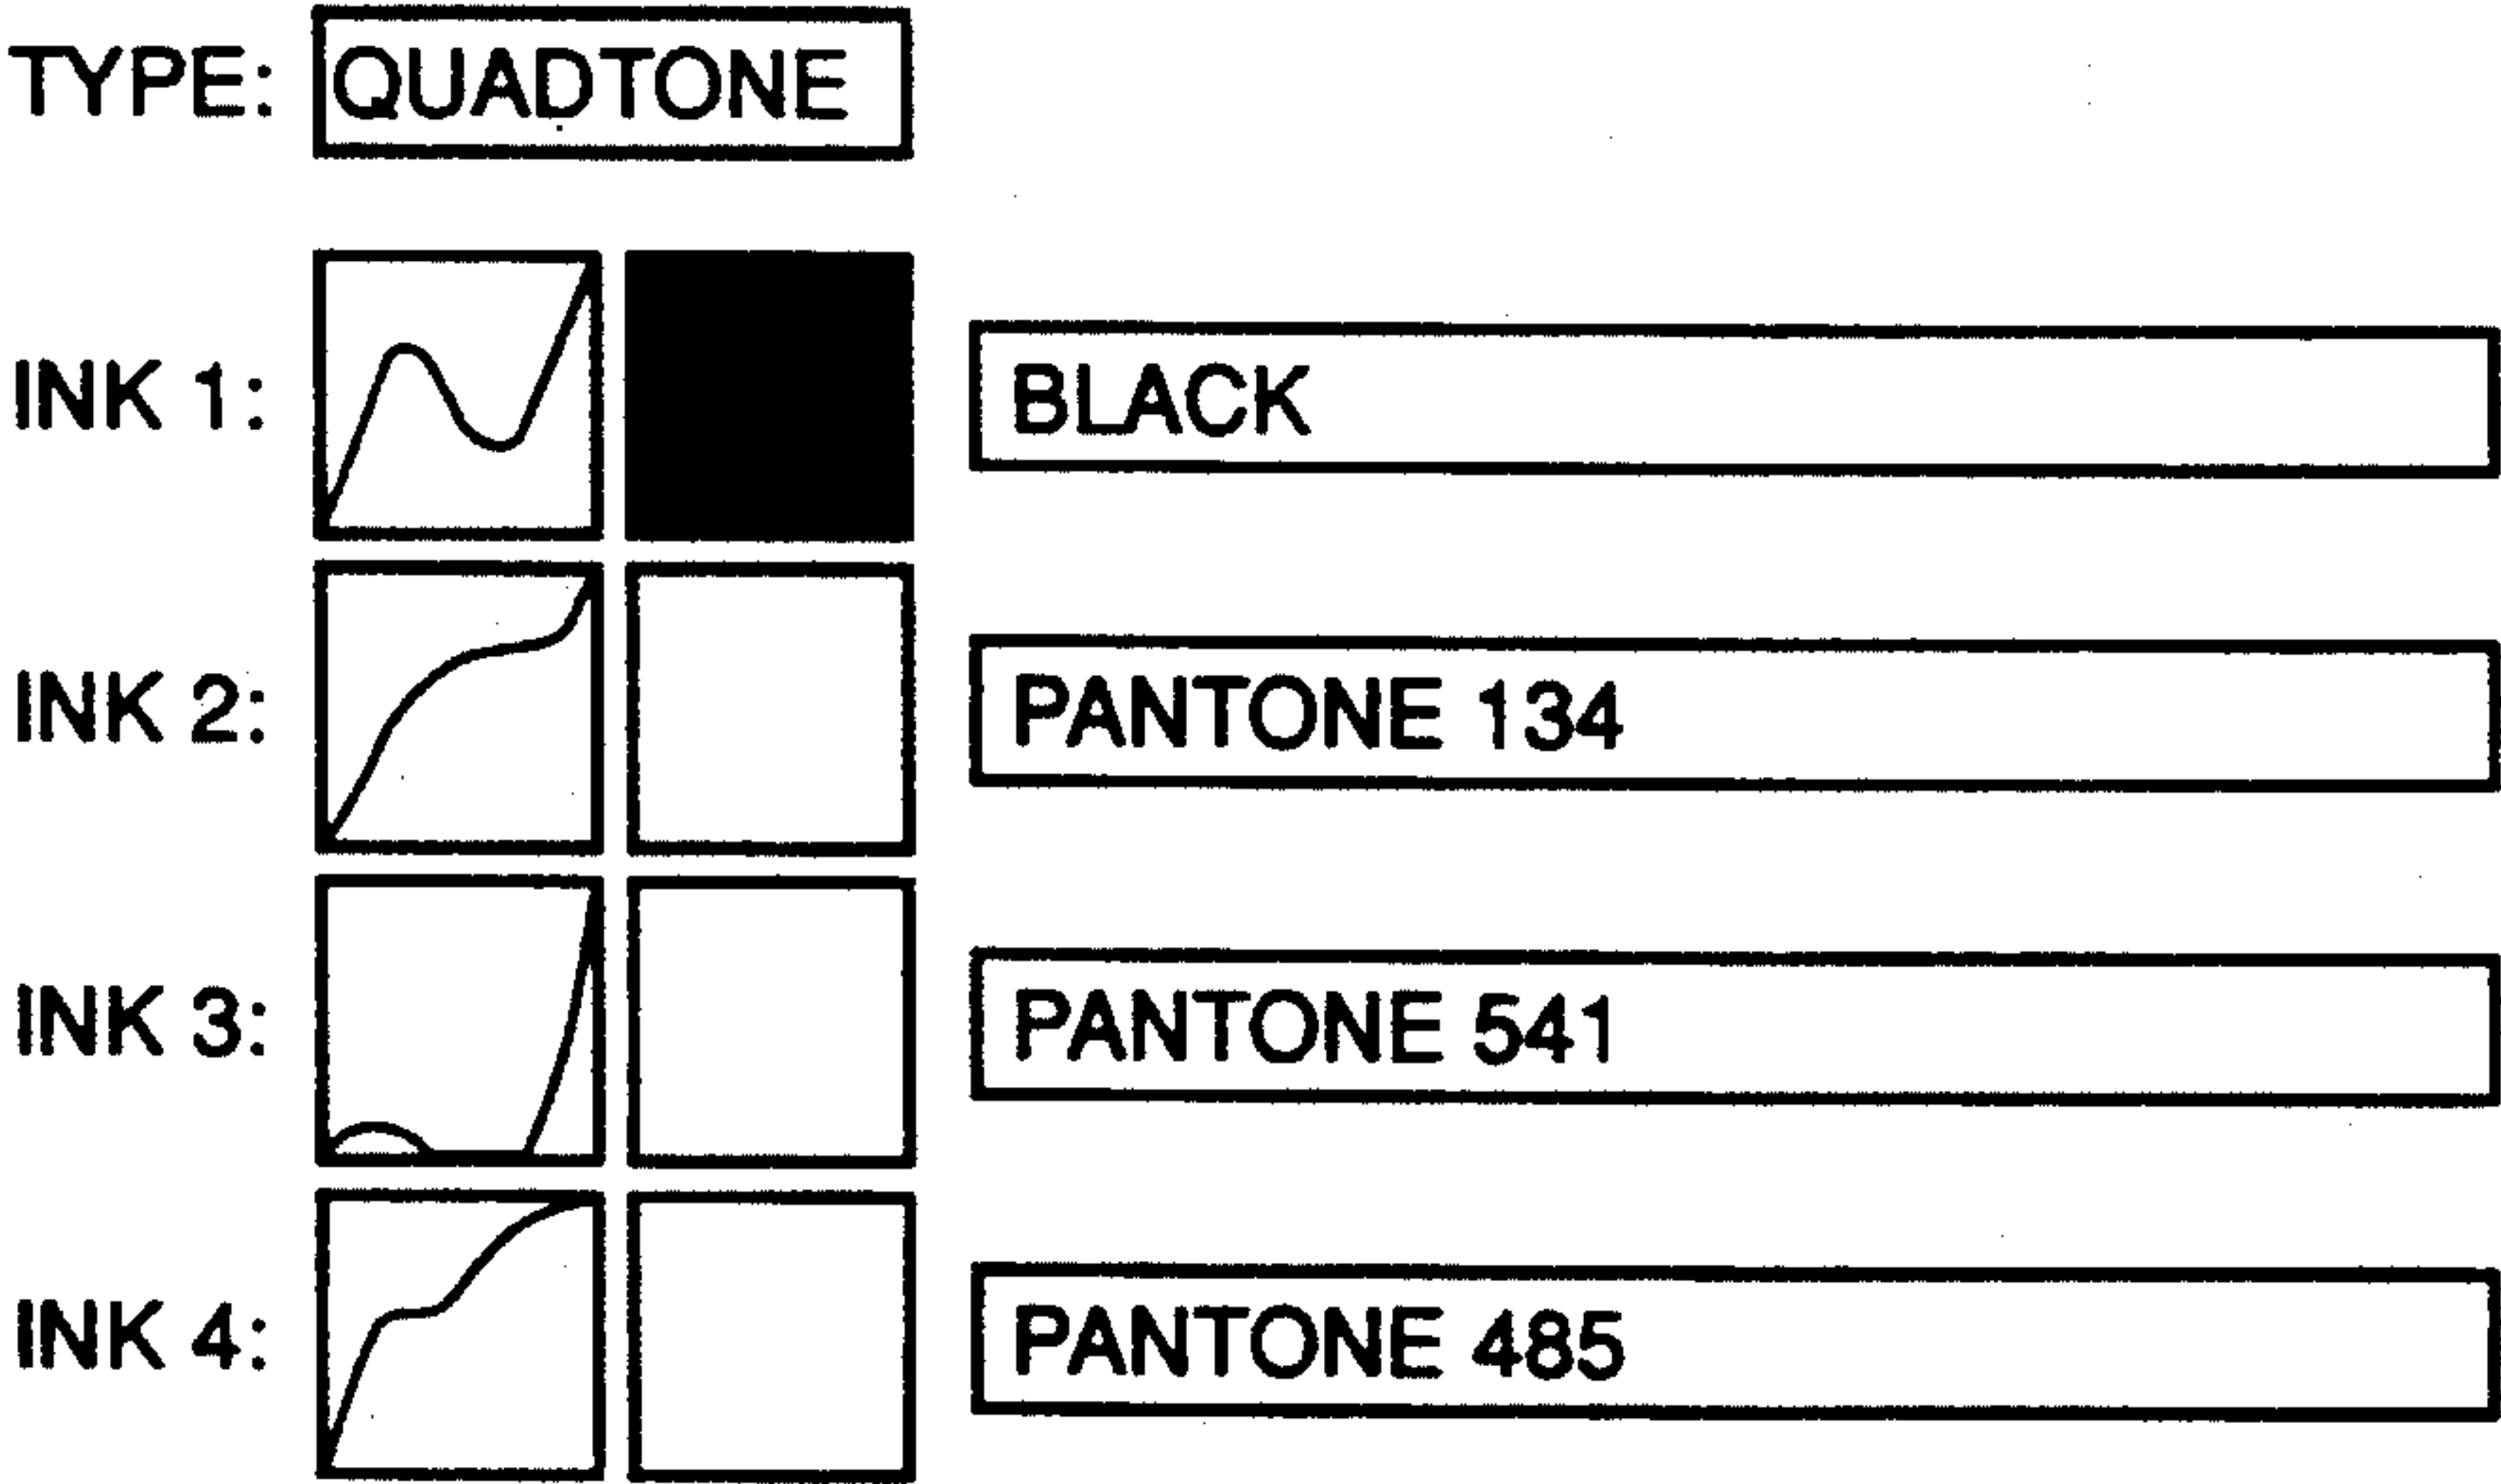 TYPE: QUADTONE
INK 1: BLACK
INK 2: PANTONE 134
INK 3: PANTONE 541
INK 4: PANTONE 485